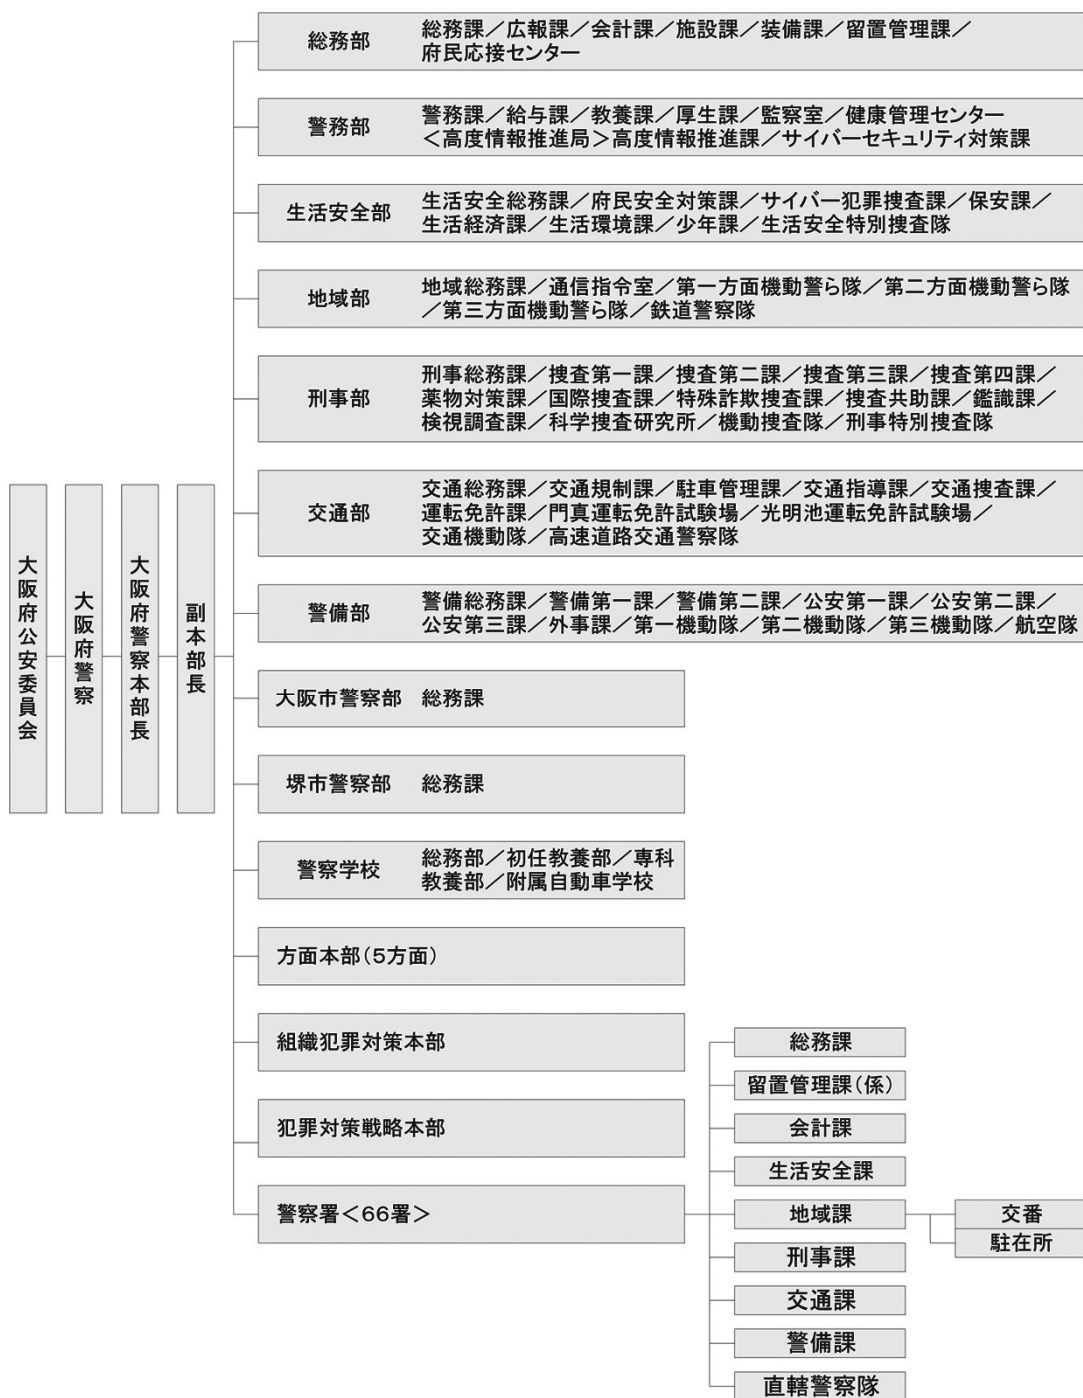 大阪府公安委員会
大阪府警察
大阪府警察本部長
副本部長
総務部
総務課／広報課／会計課／施設課／装備課／留置管理課／
府民応接センター
警務部
警務課／給与課／教養課／厚生課／監察室／健康管理センター
＜高度情報推進局＞高度情報推進課／サイバーセキュリティ対策課
生活安全部
生活安全総務課／府民安全対策課／サイバー犯罪捜査課／保安課／
生活経済課／生活環境課／少年課／生活安全特別捜査隊
地域部
地域総務課／通信指令室／第一方面機動警ら隊／第二方面機動警ら隊
／第三方面機動警ら隊／鉄道警察隊
刑事部
刑事総務課／捜査第一課／捜査第二課／捜査第三課／捜査第四課／
薬物対策課／国際捜査課／特殊詐欺捜査課／捜査共助課／鑑識課／
検視調査課／科学捜査研究所／機動捜査隊／刑事特別捜査隊
交通部
交通総務課／交通規制課／駐車管理課／交通指導課／交通捜査課／
運転免許課／門真運転免許試験場／光明池運転免許試験場／
交通機動隊／高速道路交通警察隊
警備部
警備総務課／警備第一課／警備第二課／公安第一課／公安第二課／
公安第三課／外事課／第一機動隊／第二機動隊／第三機動隊／航空隊
大阪市警察部 総務課
堺市警察部 総務課
警察学校
総務部／初任教養部／専科
教養部／附属自動車学校
方面本部（5方面）
組織犯罪対策本部
犯罪対策戦略本部
警察署＜66署＞
総務課
留置管理課（係）
会計課
生活安全課
地域課
交番
駐在所
刑事課
交通課
警備課
直轄警察隊